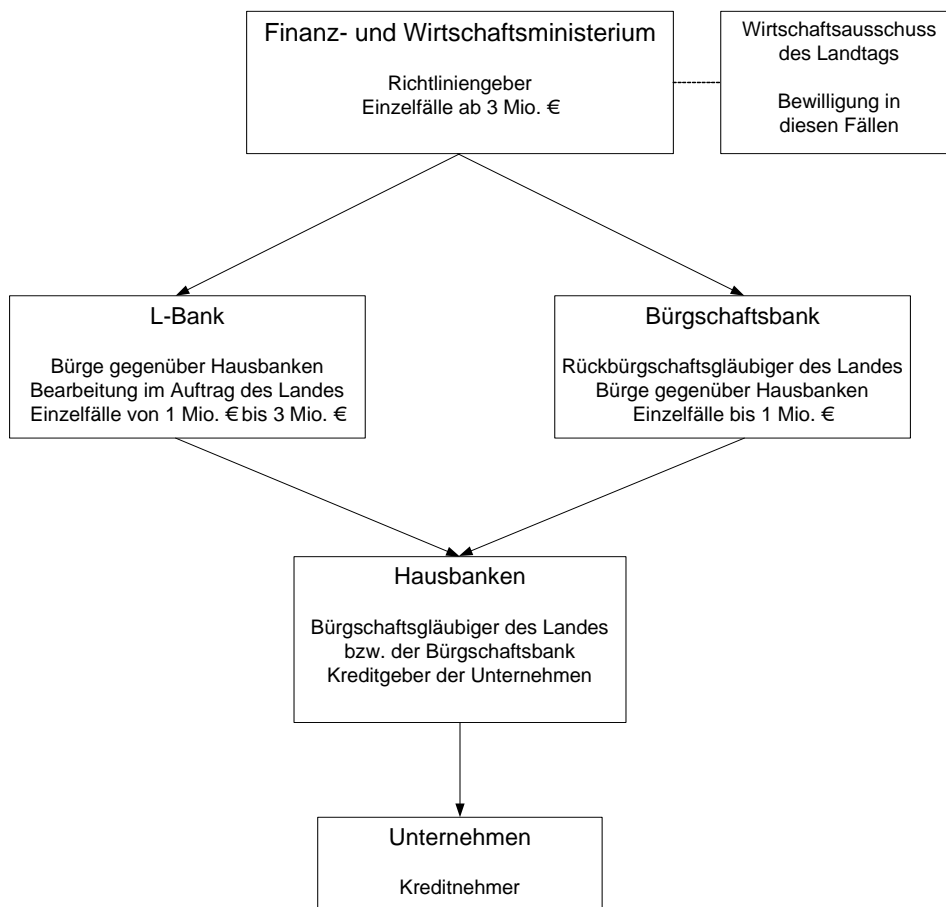 Finanz- und Wirtschaftsministerium
Richtliniengeber
Einzelfälle ab 3 Mio. €
Wirtschaftsausschuss
des Landtags
Bewilligung in
diesen Fällen
L-Bank
Bürge gegenüber Hausbanken
Bearbeitung im Auftrag des Landes
Einzelfälle von 1 Mio. € bis 3 Mio. €
Bürgschaftsbank
Rückbürgschaftsgläubiger des Landes
Bürge gegenüber Hausbanken
Einzelfälle bis 1 Mio. €
Hausbanken
Bürgschaftsgläubiger des Landes
bzw. der Bürgschaftsbank
Kreditgeber der Unternehmen
Unternehmen
Kreditnehmer